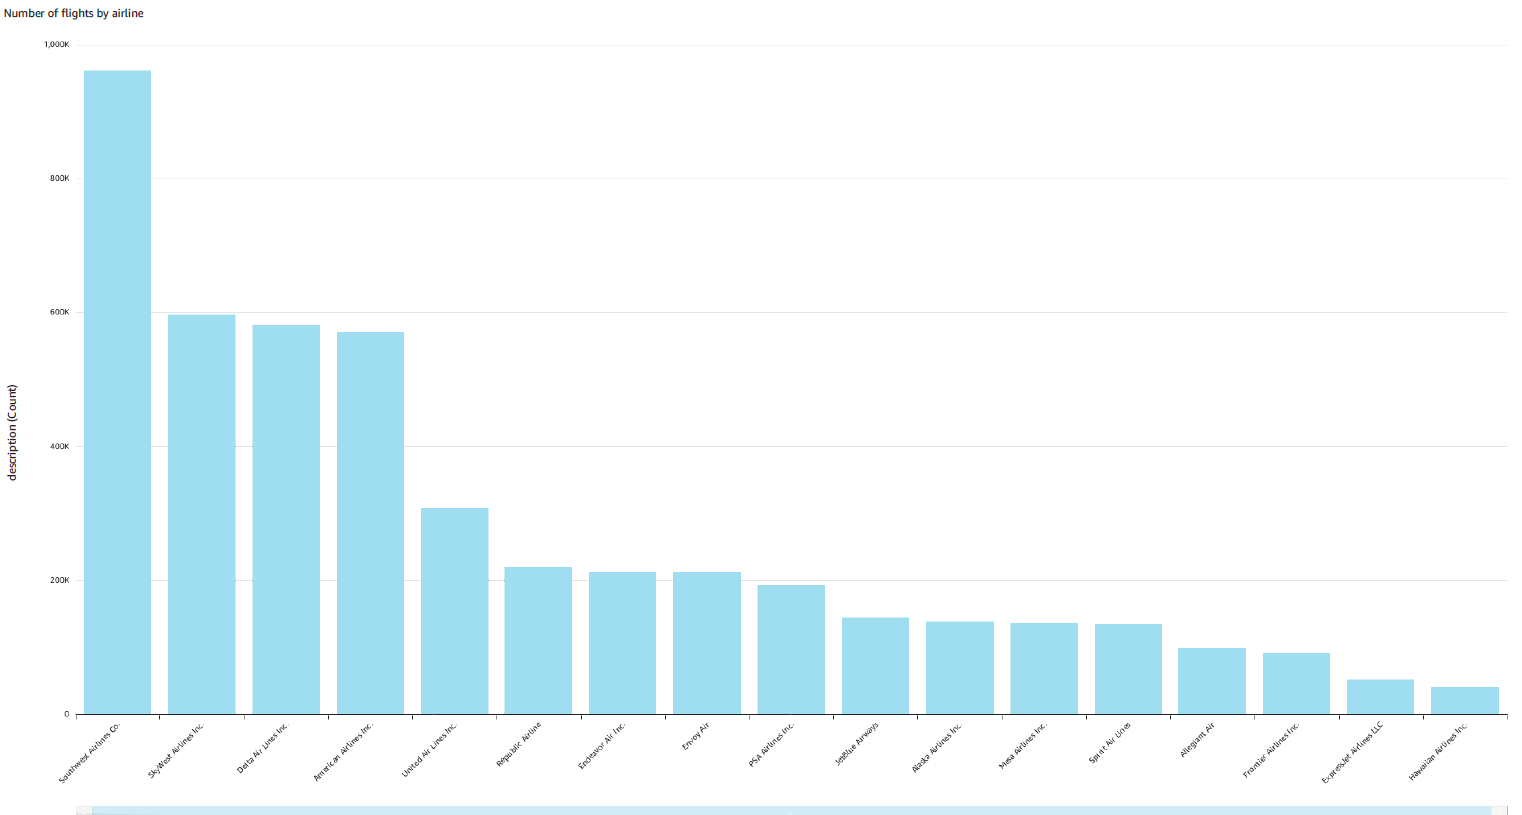 Number of flights by airline
1,000K
800K
600K
400K
200K
0
description (Count)
Southwest Airlines Co.
SkyWest Airlines Inc.
Delta Air Lines Inc.
American Airlines Inc.
United Air Lines Inc.
Republic Airline
Endeavor Air Inc.
Envoy Air
PSA Airlines Inc.
JetBlue Airways
Alaska Airlines Inc.
Mesa Airlines Inc.
Spirit Air Lines
Allegiant Air
Frontier Airlines Inc.
ExpressJet Airlines LLC
Hawaiian Airlines Inc.